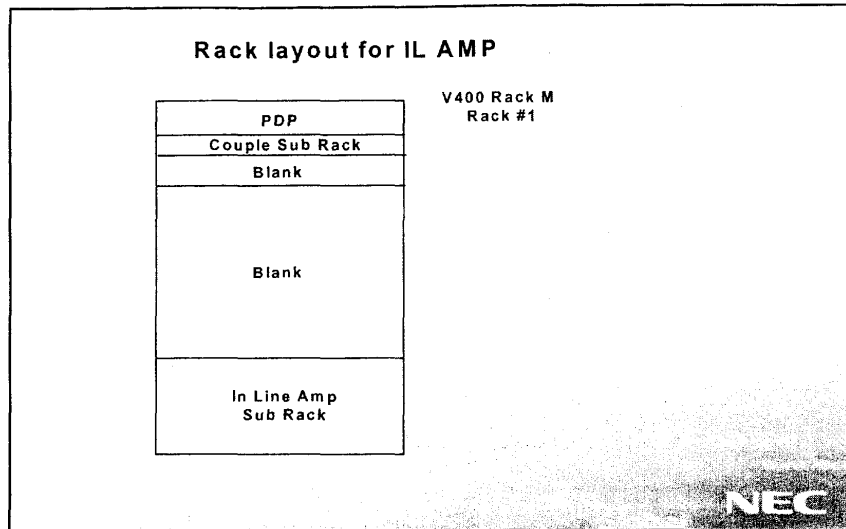 Rack layout for IL AMP
V400 Rack M
Rack #1
PDP
Couple Sub Rack
Blank
Blank
In Line Amp
Sub Rack
NEC